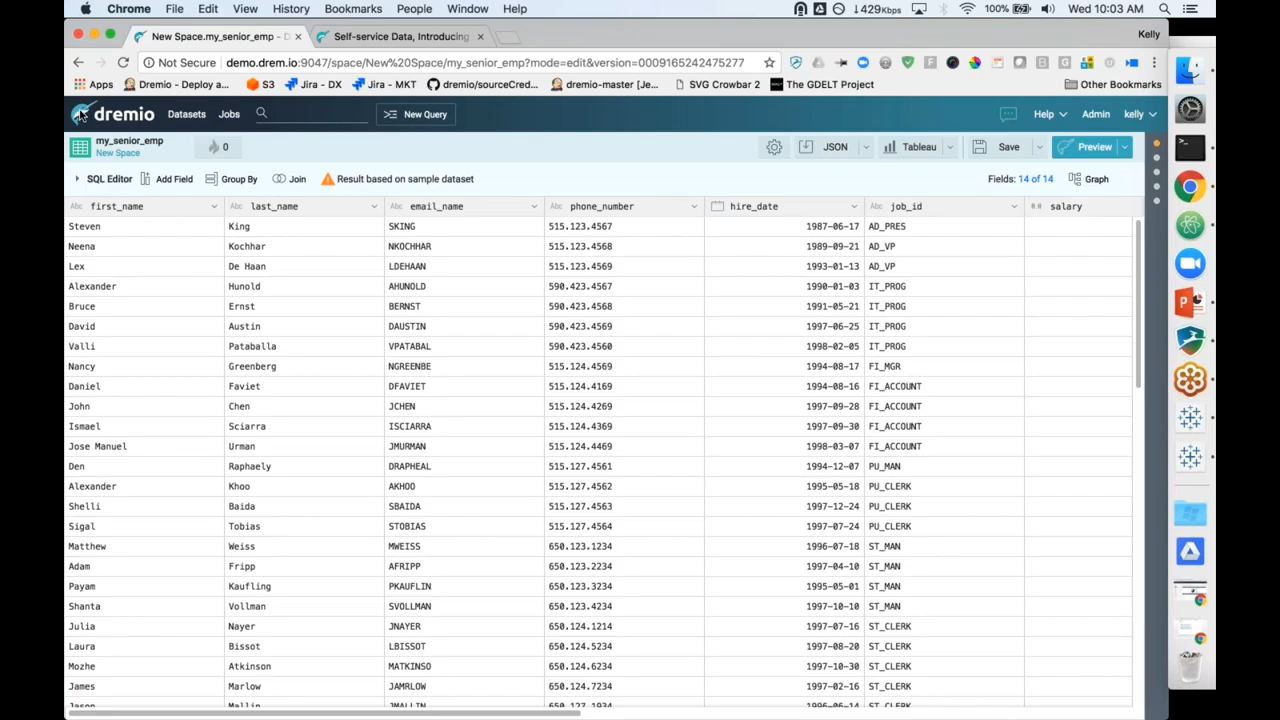 Chrome File Edit View History Bookmarks People Window Help ↓429Kbps 100% Wed 10:03 AM
New Space.my_senior_emp - D Self-service Data, Introducing Kelly
Not Secure demo.drem.io:9047/space/New%20Space/my_senior_emp?mode=edit&version=0009165242475277
Apps Dremio - Deploy a... S3 Jira - DX Jira - MKT dremio/sourceCred... dremio-master [Je... SVG Crowbar 2 The GDELT Project Other Bookmarks
dremio Datasets Jobs New Query Help Admin kelly
my_senior_emp 0 JSON Tableau Save Preview
New Space
SQL Editor Add Field Group By Join Result based on sample dataset Fields: 14 of 14 Graph
Abc first_name Abc last_name Abc email_name Abc phone_number hire_date Abc job_id #.# salary
Steven King SKING 515.123.4567 1987-06-17 AD_PRES
Neena Kochhar NKOCHHAR 515.123.4568 1989-09-21 AD_VP
Lex De Haan LDEHAAN 515.123.4569 1993-01-13 AD_VP
Alexander Hunold AHUNOLD 590.423.4567 1990-01-03 IT_PROG
Bruce Ernst BERNST 590.423.4568 1991-05-21 IT_PROG
David Austin DAUSTIN 590.423.4569 1997-06-25 IT_PROG
Valli Pataballa VPATABAL 590.423.4560 1998-02-05 IT_PROG
Nancy Greenberg NGREENBE 515.124.4569 1994-08-17 FI_MGR
Daniel Faviet DFAVIET 515.124.4169 1994-08-16 FI_ACCOUNT
John Chen JCHEN 515.124.4269 1997-09-28 FI_ACCOUNT
Ismael Sciarra ISCIARRA 515.124.4369 1997-09-30 FI_ACCOUNT
Jose Manuel Urman JMURMAN 515.124.4469 1998-03-07 FI_ACCOUNT
Den Raphaely DRAPHEAL 515.127.4561 1994-12-07 PU_MAN
Alexander Khoo AKHOO 515.127.4562 1995-05-18 PU_CLERK
Shelli Baida SBAIDA 515.127.4563 1997-12-24 PU_CLERK
Sigal Tobias STOBIAS 515.127.4564 1997-07-24 PU_CLERK
Matthew Weiss MWEISS 650.123.1234 1996-07-18 ST_MAN
Adam Fripp AFRIPP 650.123.2234 1997-04-10 ST_MAN
Payam Kaufling PKAUFLIN 650.123.3234 1995-05-01 ST_MAN
Shanta Vollman SVOLLMAN 650.123.4234 1997-10-10 ST_MAN
Julia Nayer JNAYER 650.124.1214 1997-07-16 ST_CLERK
Laura Bissot LBISSOT 650.124.5234 1997-08-20 ST_CLERK
Mozhe Atkinson MATKINSO 650.124.6234 1997-10-30 ST_CLERK
James Marlow JAMRLOW 650.124.7234 1997-02-16 ST_CLERK
Jason Mallin JMALLIN 650.127.1934 1996-06-14 ST_CLERK